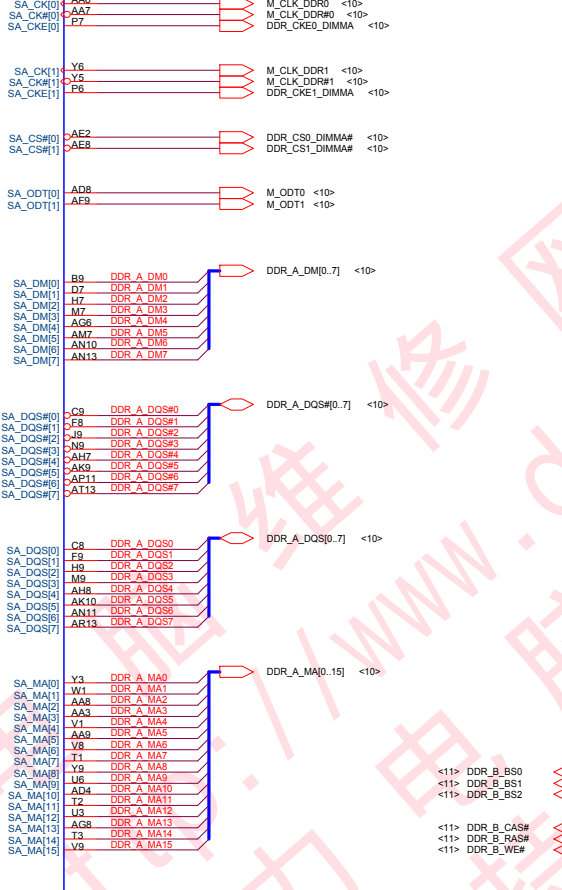 SA_CK[0] AA6 M_CLK_DDR0 <10>
SA_CK#[0] AA7 M_CLK_DDR#0 <10>
SA_CKE[0] P7 DDR_CKE0_DIMMA <10>
SA_CK[1] Y6 M_CLK_DDR1 <10>
SA_CK#[1] Y5 M_CLK_DDR#1 <10>
SA_CKE[1] P6 DDR_CKE1_DIMMA <10>
SA_CS#[0] AE2 DDR_CS0_DIMMA# <10>
SA_CS#[1] AE8 DDR_CS1_DIMMA# <10>
SA_ODT[0] AD8 M_ODT0 <10>
SA_ODT[1] AF9 M_ODT1 <10>
DDR_A_DM[0..7] <10>
SA_DM[0] B9 DDR_A_DM0
SA_DM[1] D7 DDR_A_DM1
SA_DM[2] H7 DDR_A_DM2
SA_DM[3] M7 DDR_A_DM3
SA_DM[4] AG6 DDR_A_DM4
SA_DM[5] AM7 DDR_A_DM5
SA_DM[6] AN10 DDR_A_DM6
SA_DM[7] AN13 DDR_A_DM7
DDR_A_DQS#[0..7] <10>
SA_DQS#[0] C9 DDR_A_DQS#0
SA_DQS#[1] F8 DDR_A_DQS#1
SA_DQS#[2] J9 DDR_A_DQS#2
SA_DQS#[3] N9 DDR_A_DQS#3
SA_DQS#[4] AH7 DDR_A_DQS#4
SA_DQS#[5] AK9 DDR_A_DQS#5
SA_DQS#[6] AP11 DDR_A_DQS#6
SA_DQS#[7] AT13 DDR_A_DQS#7
DDR_A_DQS[0..7] <10>
SA_DQS[0] C8 DDR_A_DQS0
SA_DQS[1] F9 DDR_A_DQS1
SA_DQS[2] H9 DDR_A_DQS2
SA_DQS[3] M9 DDR_A_DQS3
SA_DQS[4] AH8 DDR_A_DQS4
SA_DQS[5] AK10 DDR_A_DQS5
SA_DQS[6] AN11 DDR_A_DQS6
SA_DQS[7] AR13 DDR_A_DQS7
DDR_A_MA[0..15] <10>
SA_MA[0] Y3 DDR_A_MA0
SA_MA[1] W1 DDR_A_MA1
SA_MA[2] AA8 DDR_A_MA2
SA_MA[3] AA3 DDR_A_MA3
SA_MA[4] V1 DDR_A_MA4
SA_MA[5] AA9 DDR_A_MA5
SA_MA[6] V8 DDR_A_MA6
SA_MA[7] T1 DDR_A_MA7
SA_MA[8] Y9 DDR_A_MA8
SA_MA[9] U6 DDR_A_MA9
SA_MA[10] AD4 DDR_A_MA10
SA_MA[11] T2 DDR_A_MA11
SA_MA[12] U3 DDR_A_MA12
SA_MA[13] AG8 DDR_A_MA13
SA_MA[14] T3 DDR_A_MA14
SA_MA[15] V9 DDR_A_MA15
<11> DDR_B_BS0
<11> DDR_B_BS1
<11> DDR_B_BS2
<11> DDR_B_CAS#
<11> DDR_B_RAS#
<11> DDR_B_WE#
脑维修网
ttp://www.d
力电